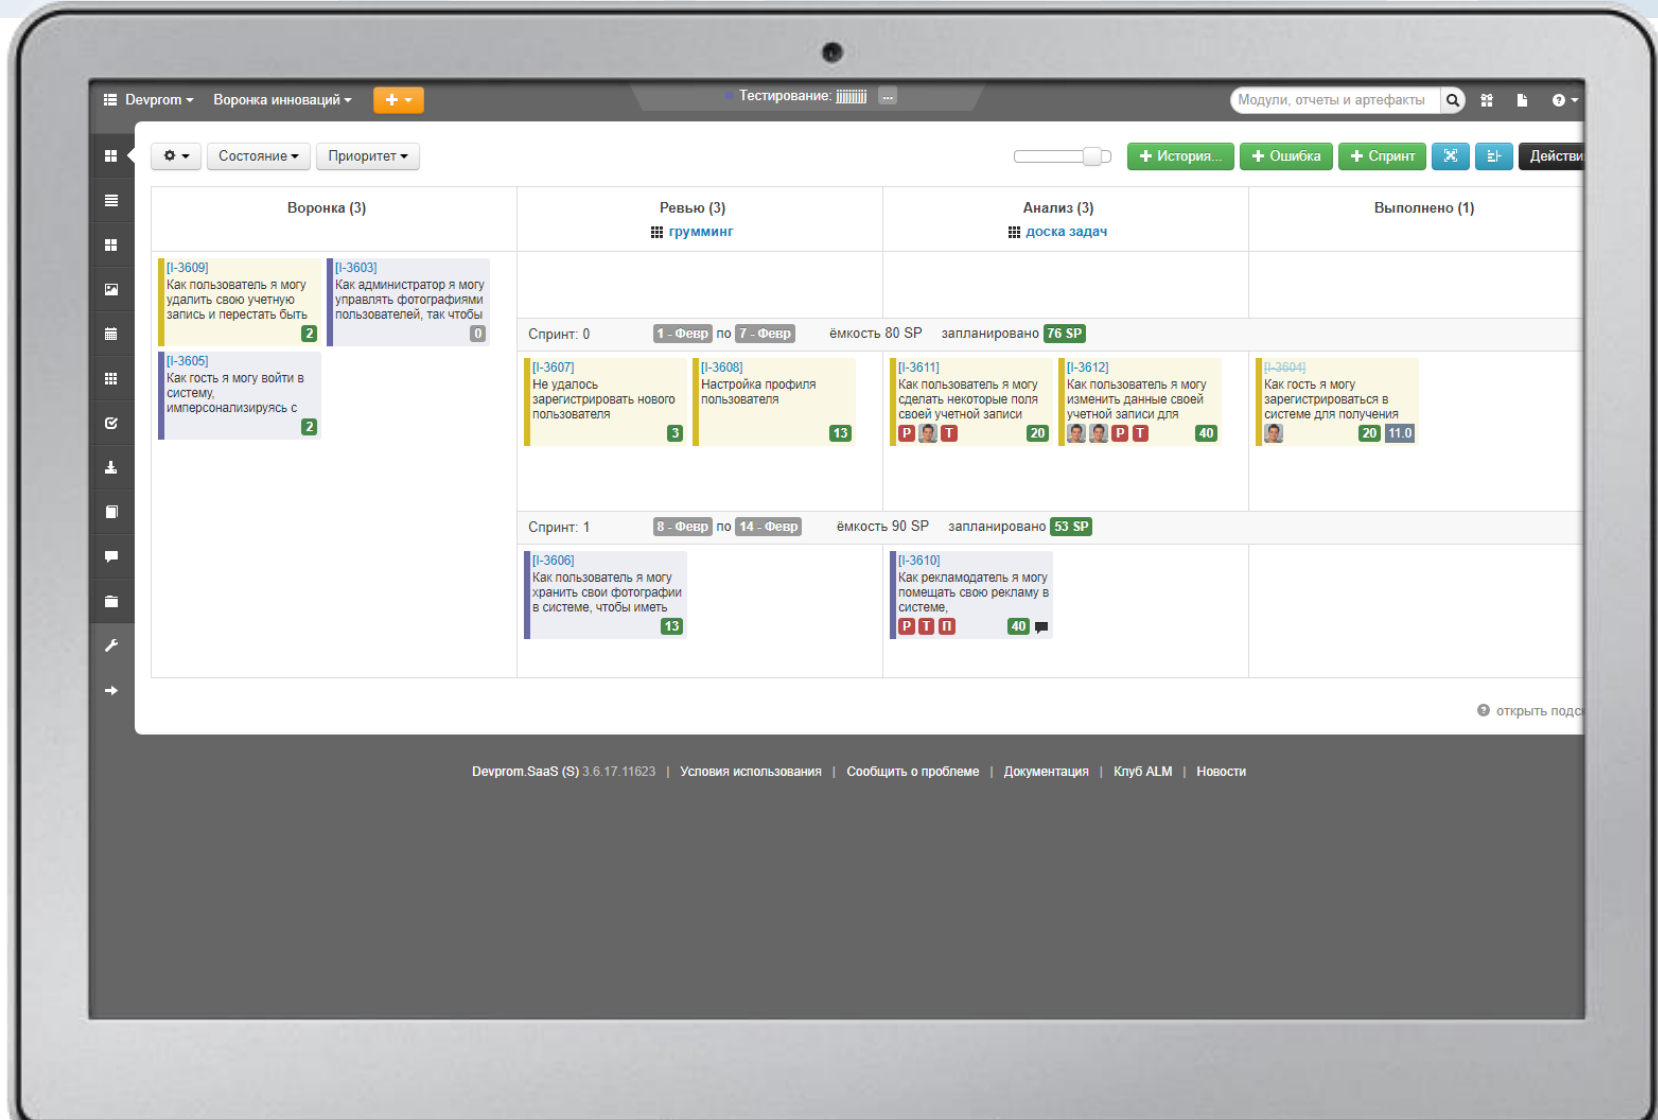 Devprom
Воронка инноваций
Тестирование: jjjjjjjjj ...
Модули, отчеты и артефакты
Состояние
Приоритет
История...
Ошибка
Спринт
Действи
Воронка (3)
Ревью (3)
грумминг
Анализ (3)
доска задач
Выполнено (1)
[I-3609]
Как пользователь я могу
удалить свою учетную
запись и перестать быть
2
[I-3603]
Как администратор я могу
управлять фотографиями
пользователей, так чтобы
0
[I-3605]
Как гость я могу войти в
систему,
имперсонализируясь с
2
Спринт: 0 1 - Февр по 7 - Февр ёмкость 80 SP запланировано 76 SP
[I-3607]
Не удалось
зарегистрировать нового
пользователя
3
[I-3608]
Настройка профиля
пользователя
13
[I-3611]
Как пользователь я могу
сделать некоторые поля
своей учетной записи
Р Т 20
[I-3612]
Как пользователь я могу
изменить данные своей
учетной записи для
Р Т 40
[I-3604]
Как гость я могу
зарегистрироваться в
системе для получения
20 11.0
Спринт: 1 8 - Февр по 14 - Февр ёмкость 90 SP запланировано 53 SP
[I-3606]
Как пользователь я могу
хранить свои фотографии
в системе, чтобы иметь
13
[I-3610]
Как рекламодатель я могу
помещать свою рекламу в
системе,
Р Т П 40
открыть подс
Devprom.SaaS (S) 3.6.17.11623 | Условия использования | Сообщить о проблеме | Документация | Клуб ALM | Новости